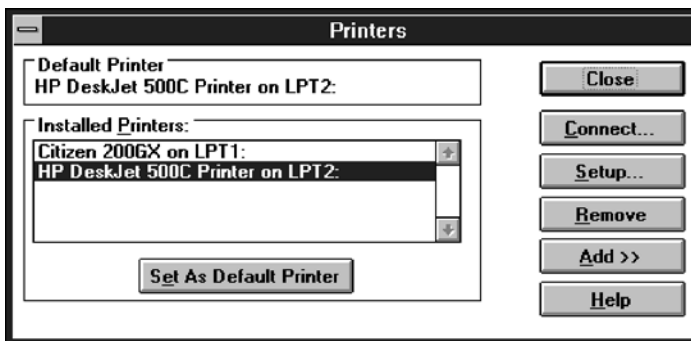 Printers
Default Printer
HP DeskJet 500C Printer on LPT2:
Installed Printers:
Citizen 200GX on LPT1:
HP DeskJet 500C Printer on LPT2:
Set As Default Printer
Close
Connect...
Setup...
Remove
Add >>
Help